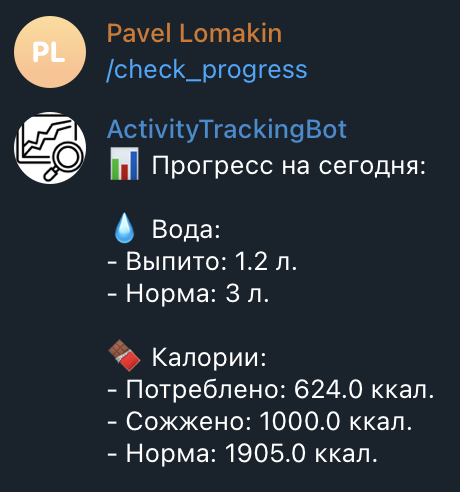 PL
Pavel Lomakin
/check_progress
ActivityTrackingBot
📊 Прогресс на сегодня:
💧 Вода:
- Выпито: 1.2 л.
- Норма: 3 л.
🍫 Калории:
- Потреблено: 624.0 ккал.
- Сожжено: 1000.0 ккал.
- Норма: 1905.0 ккал.